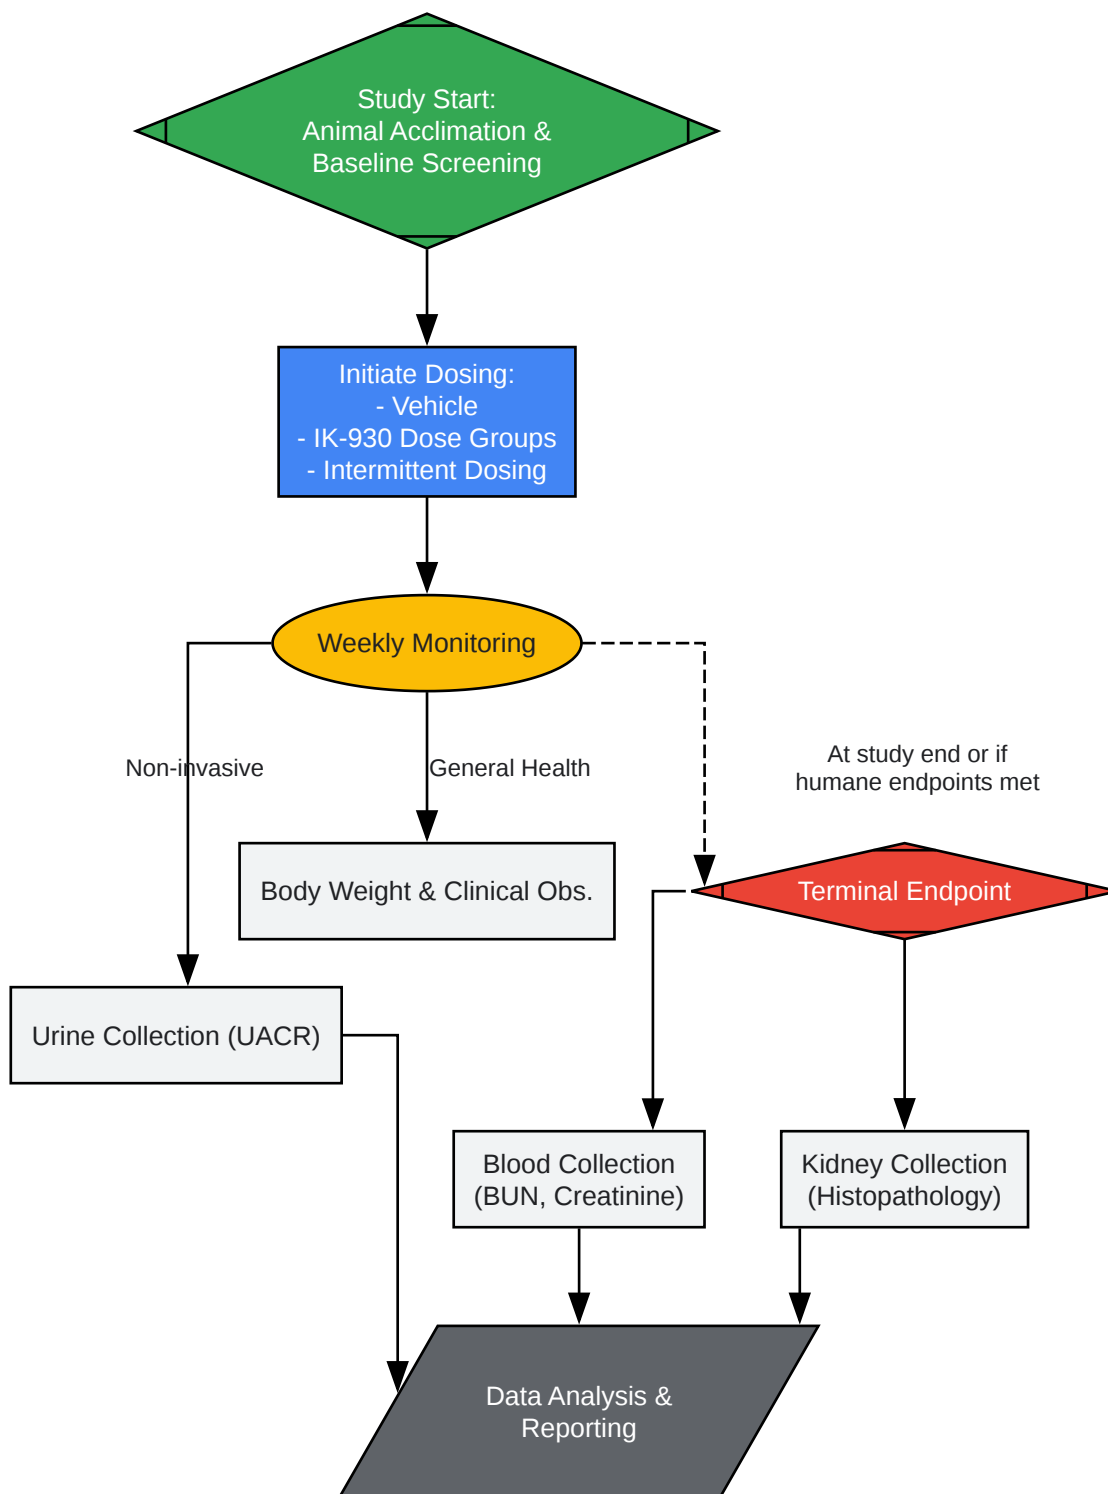 Study Start:
Animal Acclimation &
Baseline Screening
Initiate Dosing:
- Vehicle
- IK-930 Dose Groups
- Intermittent Dosing
Weekly Monitoring
Non-invasive
General Health
At study end or if
humane endpoints met
Body Weight & Clinical Obs.
Terminal Endpoint
Urine Collection (UACR)
Blood Collection
(BUN, Creatinine)
Kidney Collection
(Histopathology)
Data Analysis &
Reporting